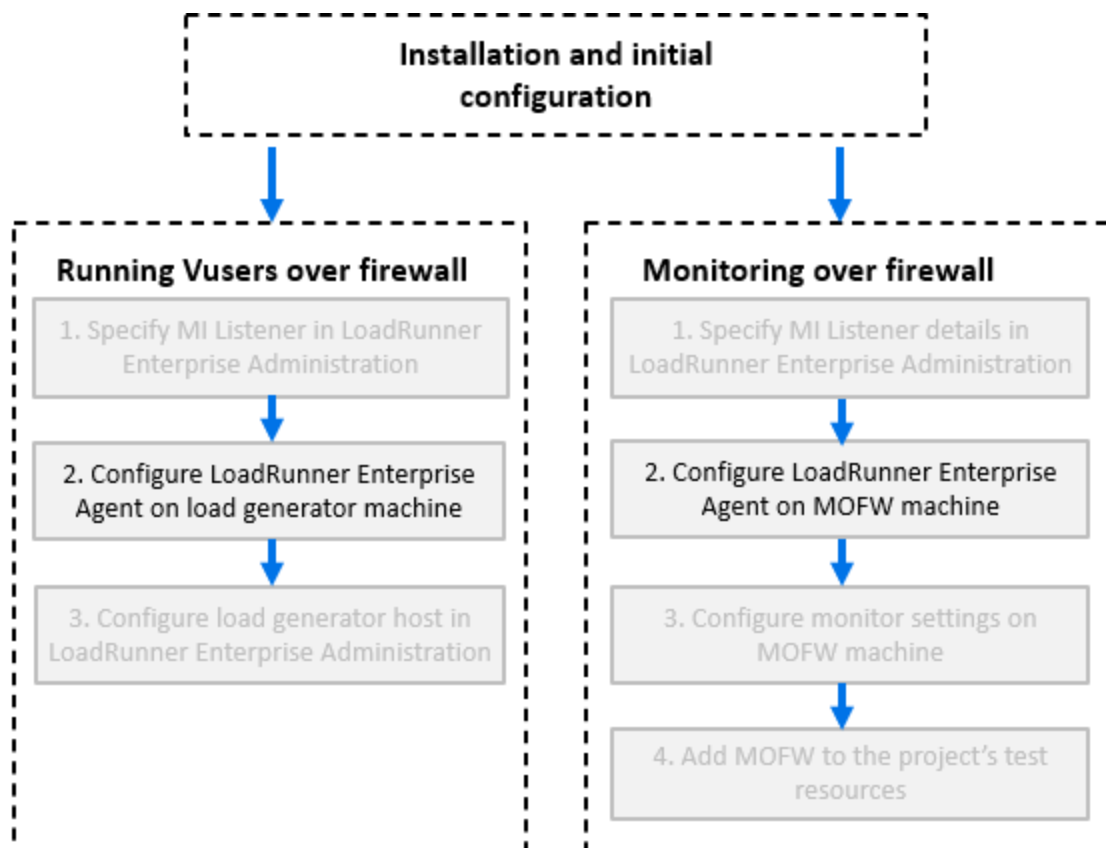 Installation and initial
configuration
Running Vusers over firewall
1. Specify MI Listener in LoadRunner
Enterprise Administration
2. Configure LoadRunner Enterprise
Agent on load generator machine
3. Configure load generator host in
LoadRunner Enterprise Administration
Monitoring over firewall
1. Specify MI Listener details in
LoadRunner Enterprise Administration
2. Configure LoadRunner Enterprise
Agent on MOFW machine
3. Configure monitor settings on
MOFW machine
4. Add MOFW to the project’s test
resources